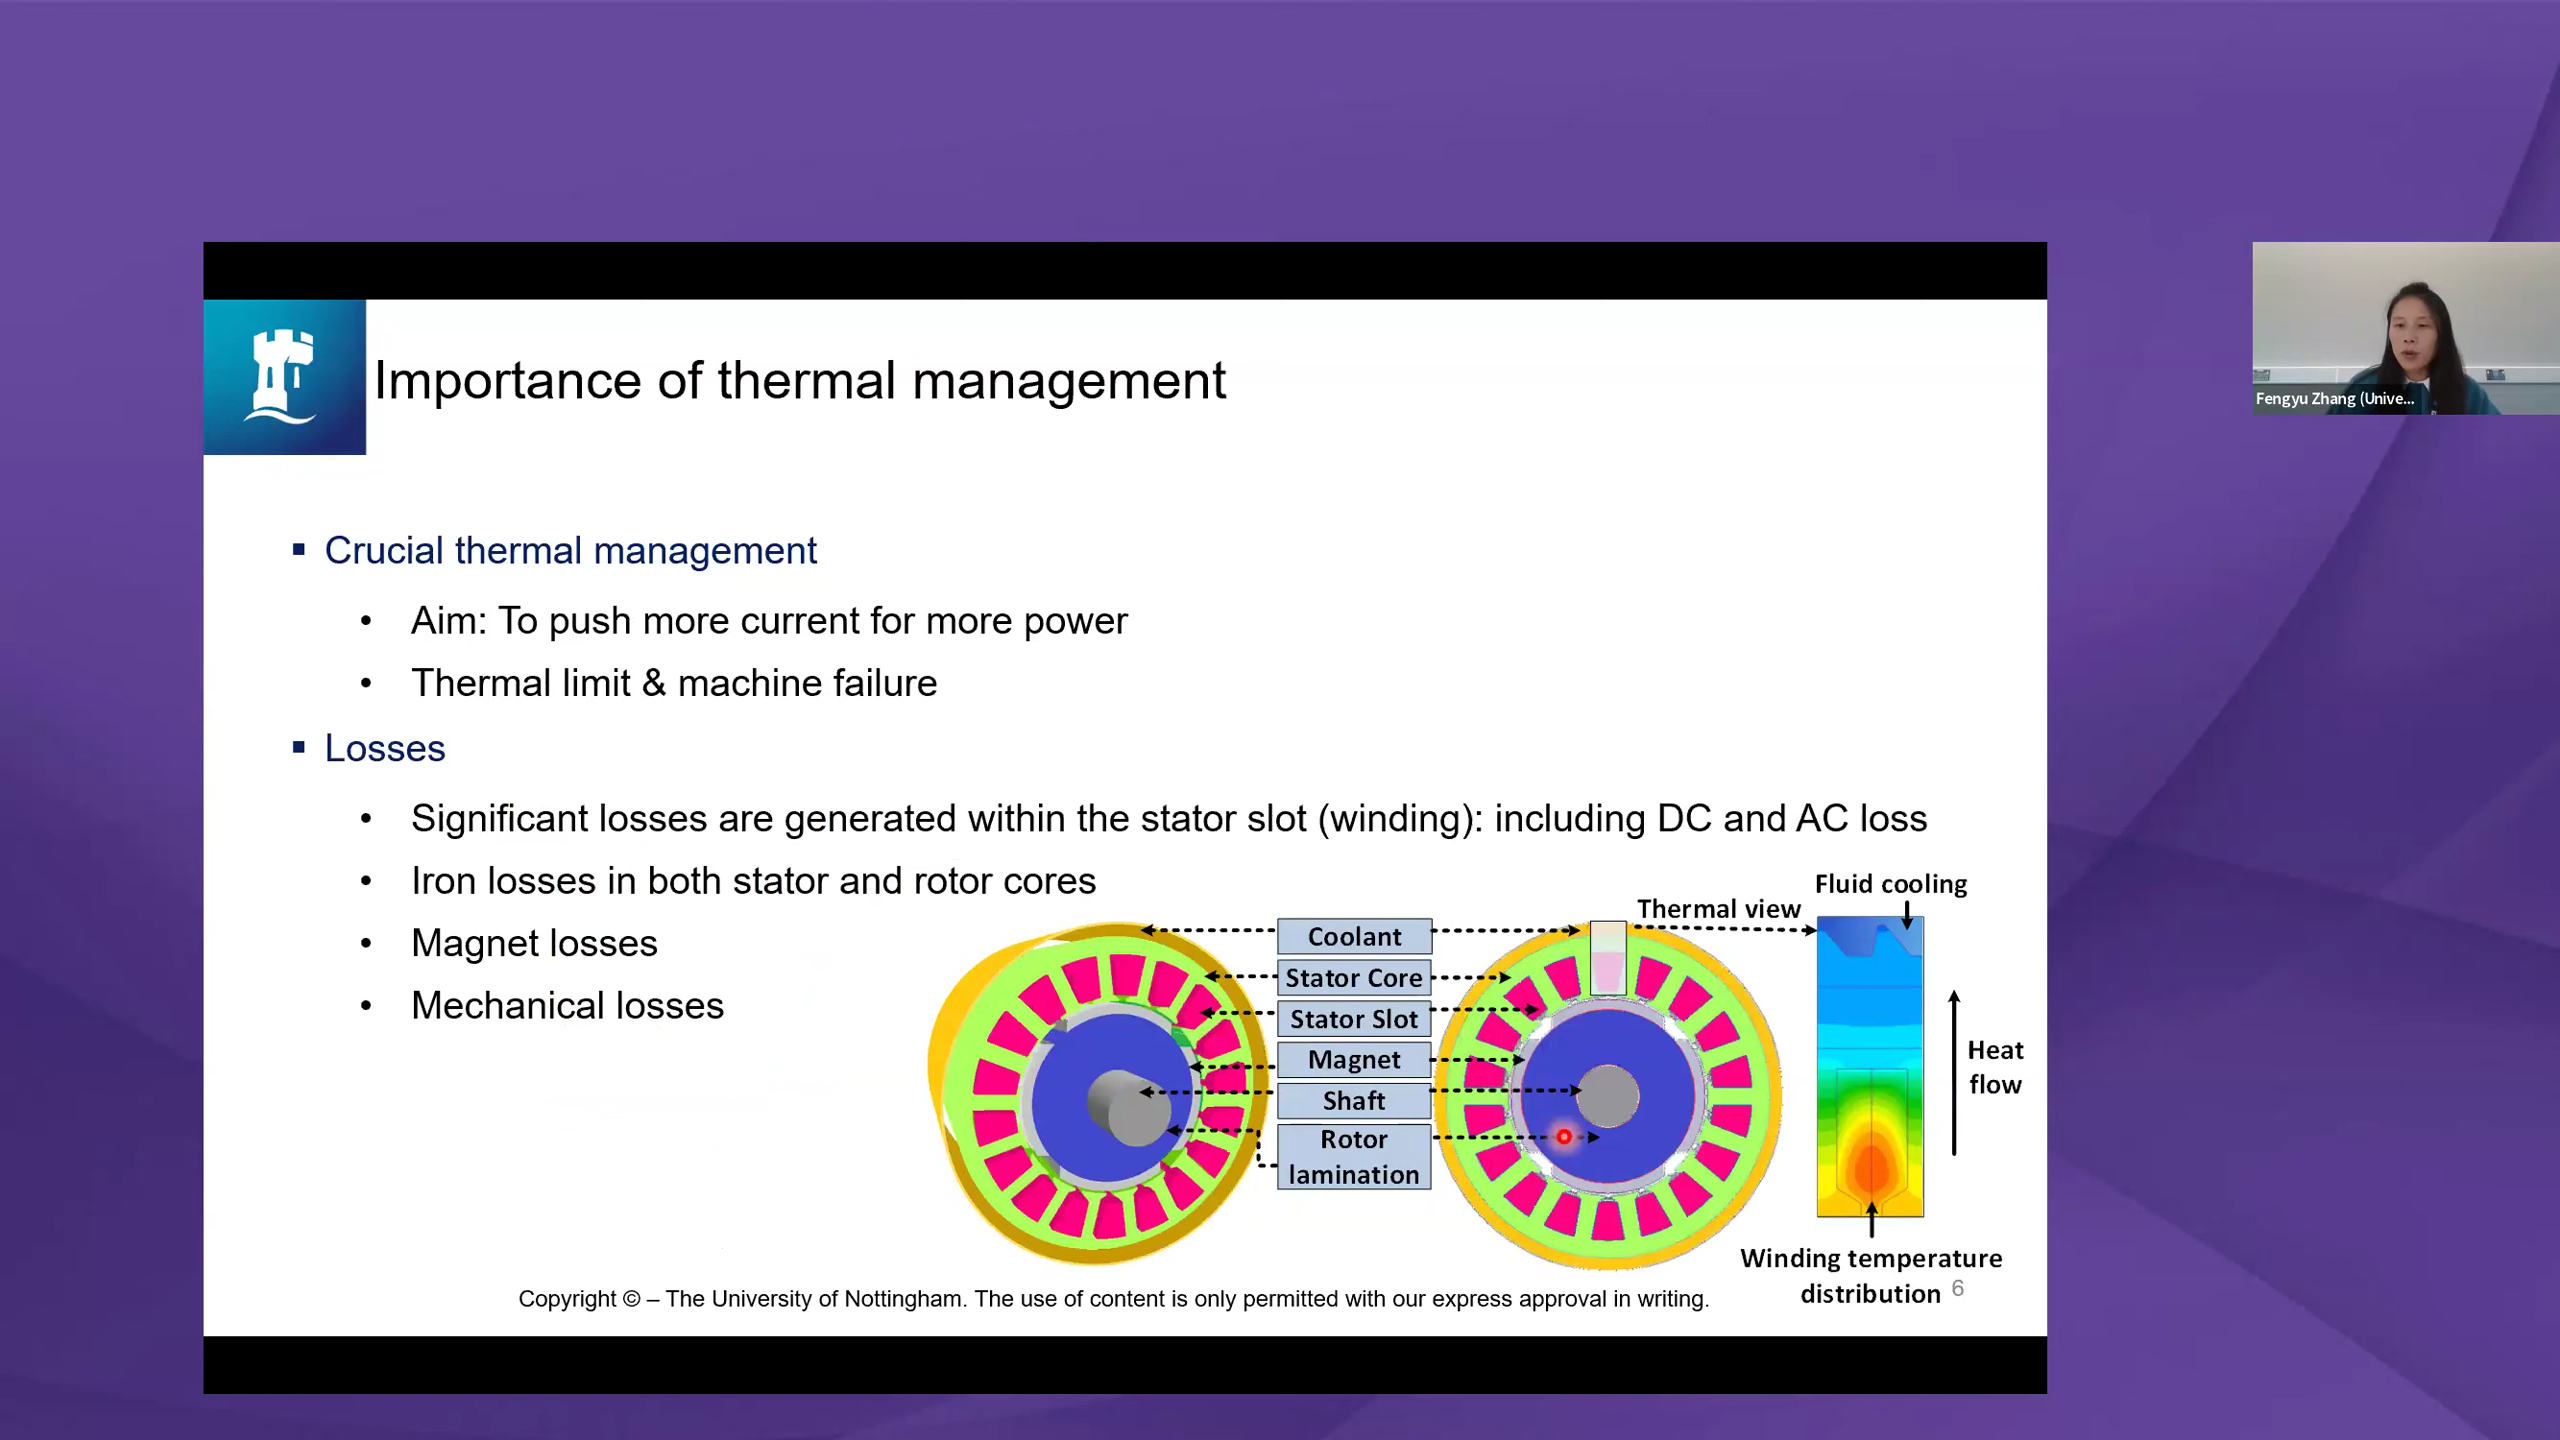 Importance of thermal management
Fengyu Zhang (Unive...
▪ Crucial thermal management
• Aim: To push more current for more power
• Thermal limit & machine failure
▪ Losses
• Significant losses are generated within the stator slot (winding): including DC and AC loss
• Iron losses in both stator and rotor cores
• Magnet losses
• Mechanical losses
Coolant
Stator Core
Stator Slot
Magnet
Shaft
Rotor
lamination
Thermal view
Fluid cooling
Heat
flow
Winding temperature
distribution
6
Copyright © – The University of Nottingham. The use of content is only permitted with our express approval in writing.